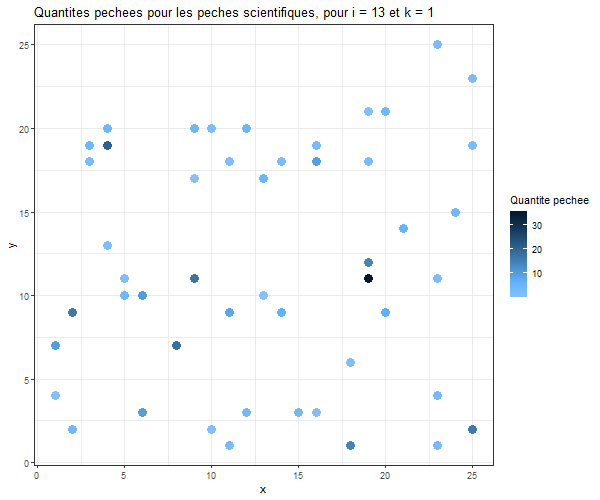 Quantites pechees pour les peches scientifiques, pour i = 13 et k = 1
25
20
15
10
5
0
y
0 5 10 15 20 25
x
Quantite pechee
30
20
10